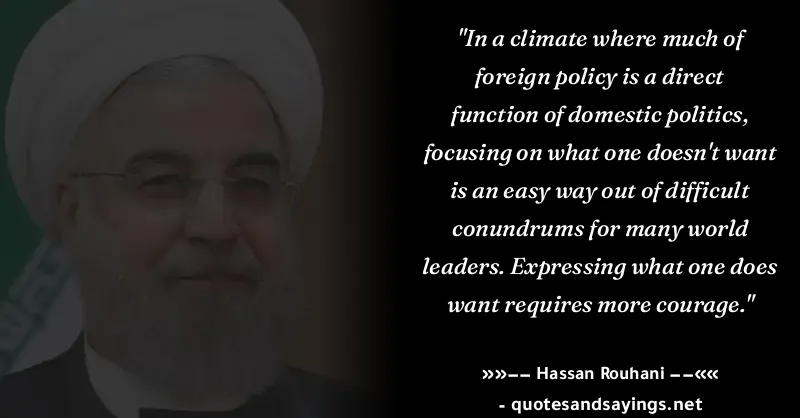 "In a climate where much of
foreign policy is a direct
function of domestic politics,
focusing on what one doesn't want
is an easy way out of difficult
conundrums for many world
leaders. Expressing what one does
want requires more courage."
»»−− Hassan Rouhani −−««
- quotesandsayings.net